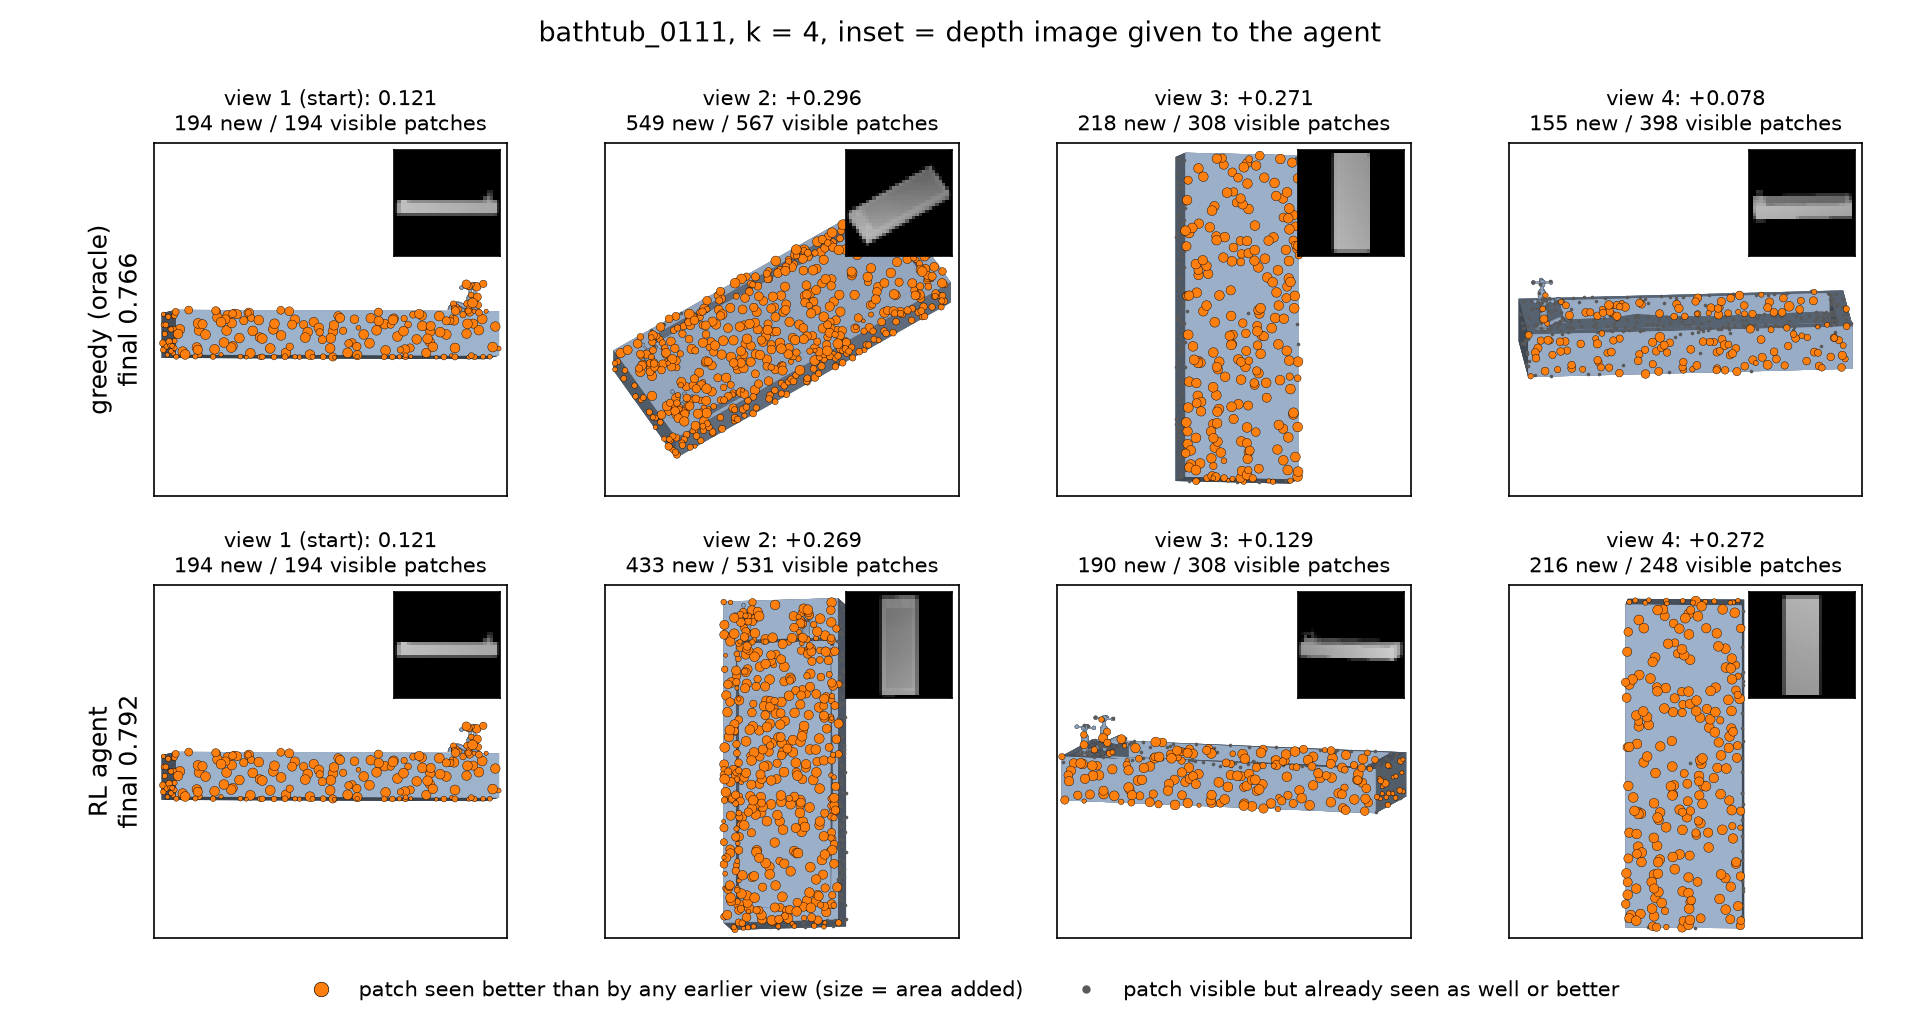 bathtub_0111, k = 4, inset = depth image given to the agent
view 1 (start): 0.121
194 new / 194 visible patches
view 2: +0.296
549 new / 567 visible patches
view 3: +0.271
218 new / 308 visible patches
view 4: +0.078
155 new / 398 visible patches
greedy (oracle)
final 0.766
view 1 (start): 0.121
194 new / 194 visible patches
view 2: +0.269
433 new / 531 visible patches
view 3: +0.129
190 new / 308 visible patches
view 4: +0.272
216 new / 248 visible patches
RL agent
final 0.792
patch seen better than by any earlier view (size = area added)
patch visible but already seen as well or better